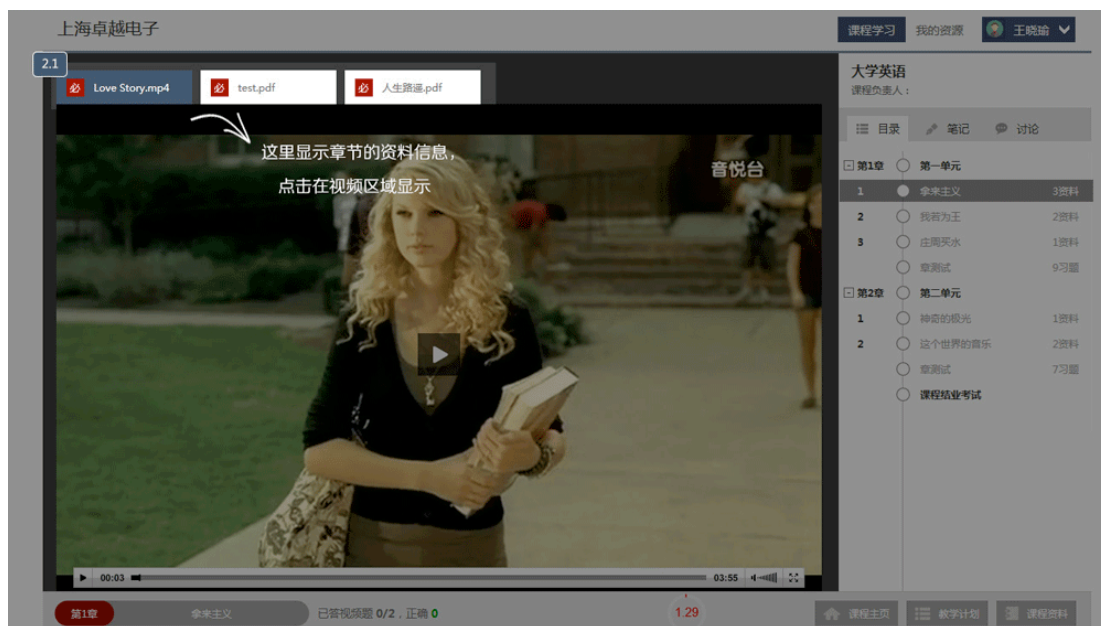 上海卓越电子
课程学习
我的资源
王晓瑜
2.1
必 Love Story.mp4
必 test.pdf
必 人生路遥.pdf
这里显示章节的资料信息,
点击在视频区域显示
音悦台
00:03
03:55
大学英语
课程负责人：
目录
笔记
讨论
第1章 第一单元
1 拿来主义 3资料
2 我若为王 2资料
3 庄周买水 1资料
章测试 9习题
第2章 第二单元
1 神奇的极光 1资料
2 这个世界的音乐 2资料
章测试 7习题
课程结业考试
第1章 拿来主义
已答视频题 0/2，正确 0
1.29
课程主页
教学计划
课程资料